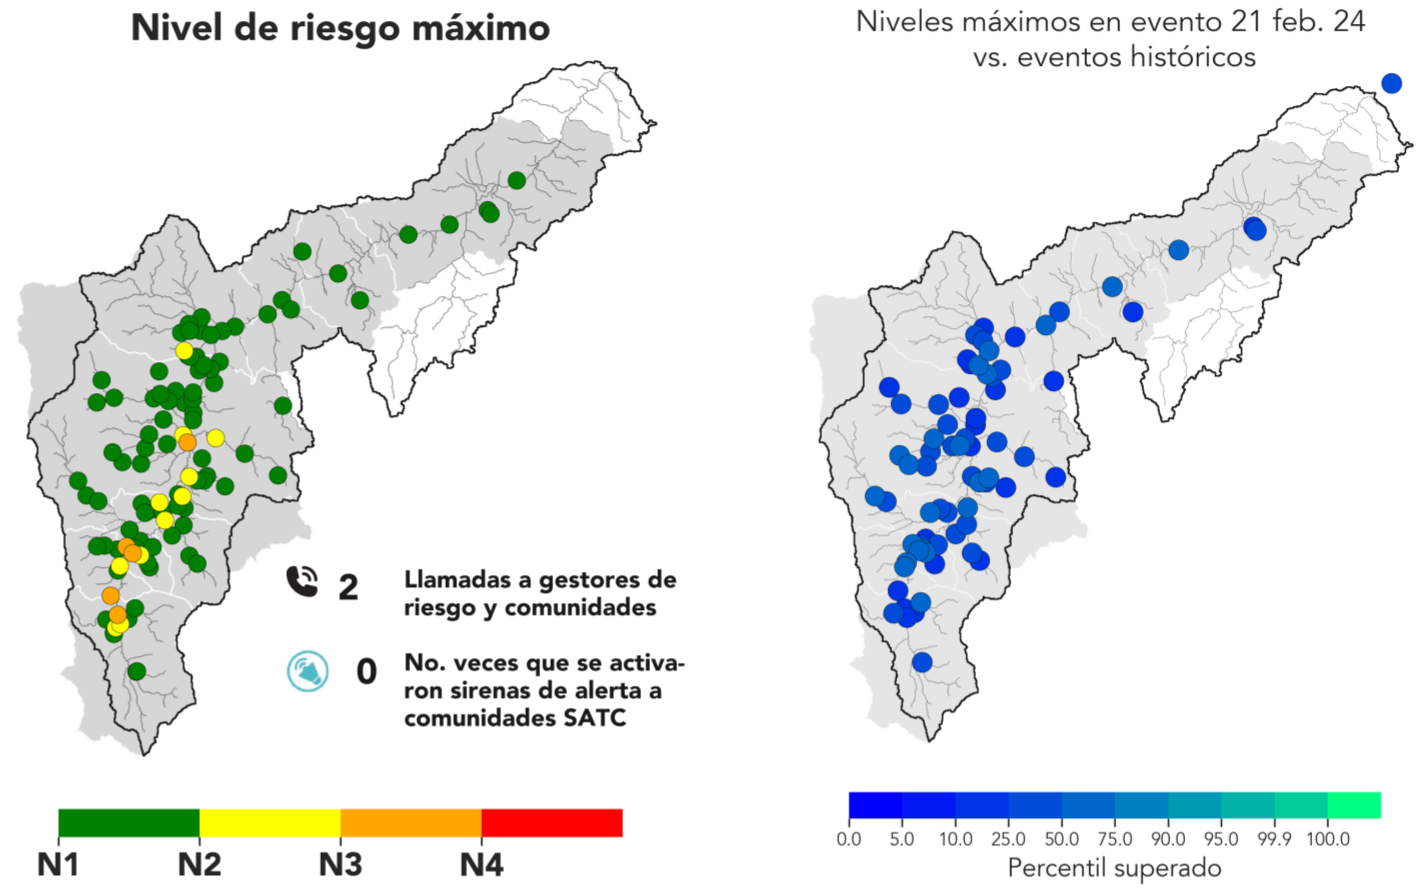 Nivel de riesgo máximo
2
Llamadas a gestores de
riesgo y comunidades
0
No. veces que se activa-
ron sirenas de alerta a
comunidades SATC
N1 N2 N3 N4
Niveles máximos en evento 21 feb. 24
vs. eventos históricos
0.0 5.0 10.0 25.0 50.0 75.0 90.0 95.0 99.9 100.0
Percentil superado